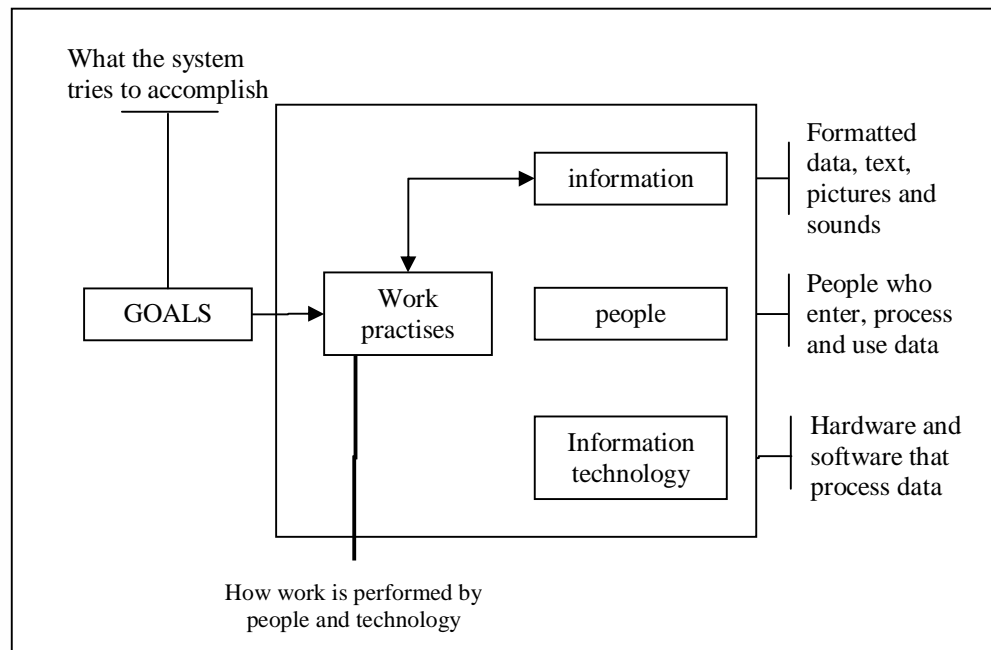 What the system
tries to accomplish
GOALS
Work
practises
information
people
Information
technology
Formatted
data, text,
pictures and
sounds
People who
enter, process
and use data
Hardware and
software that
process data
How work is performed by
people and technology